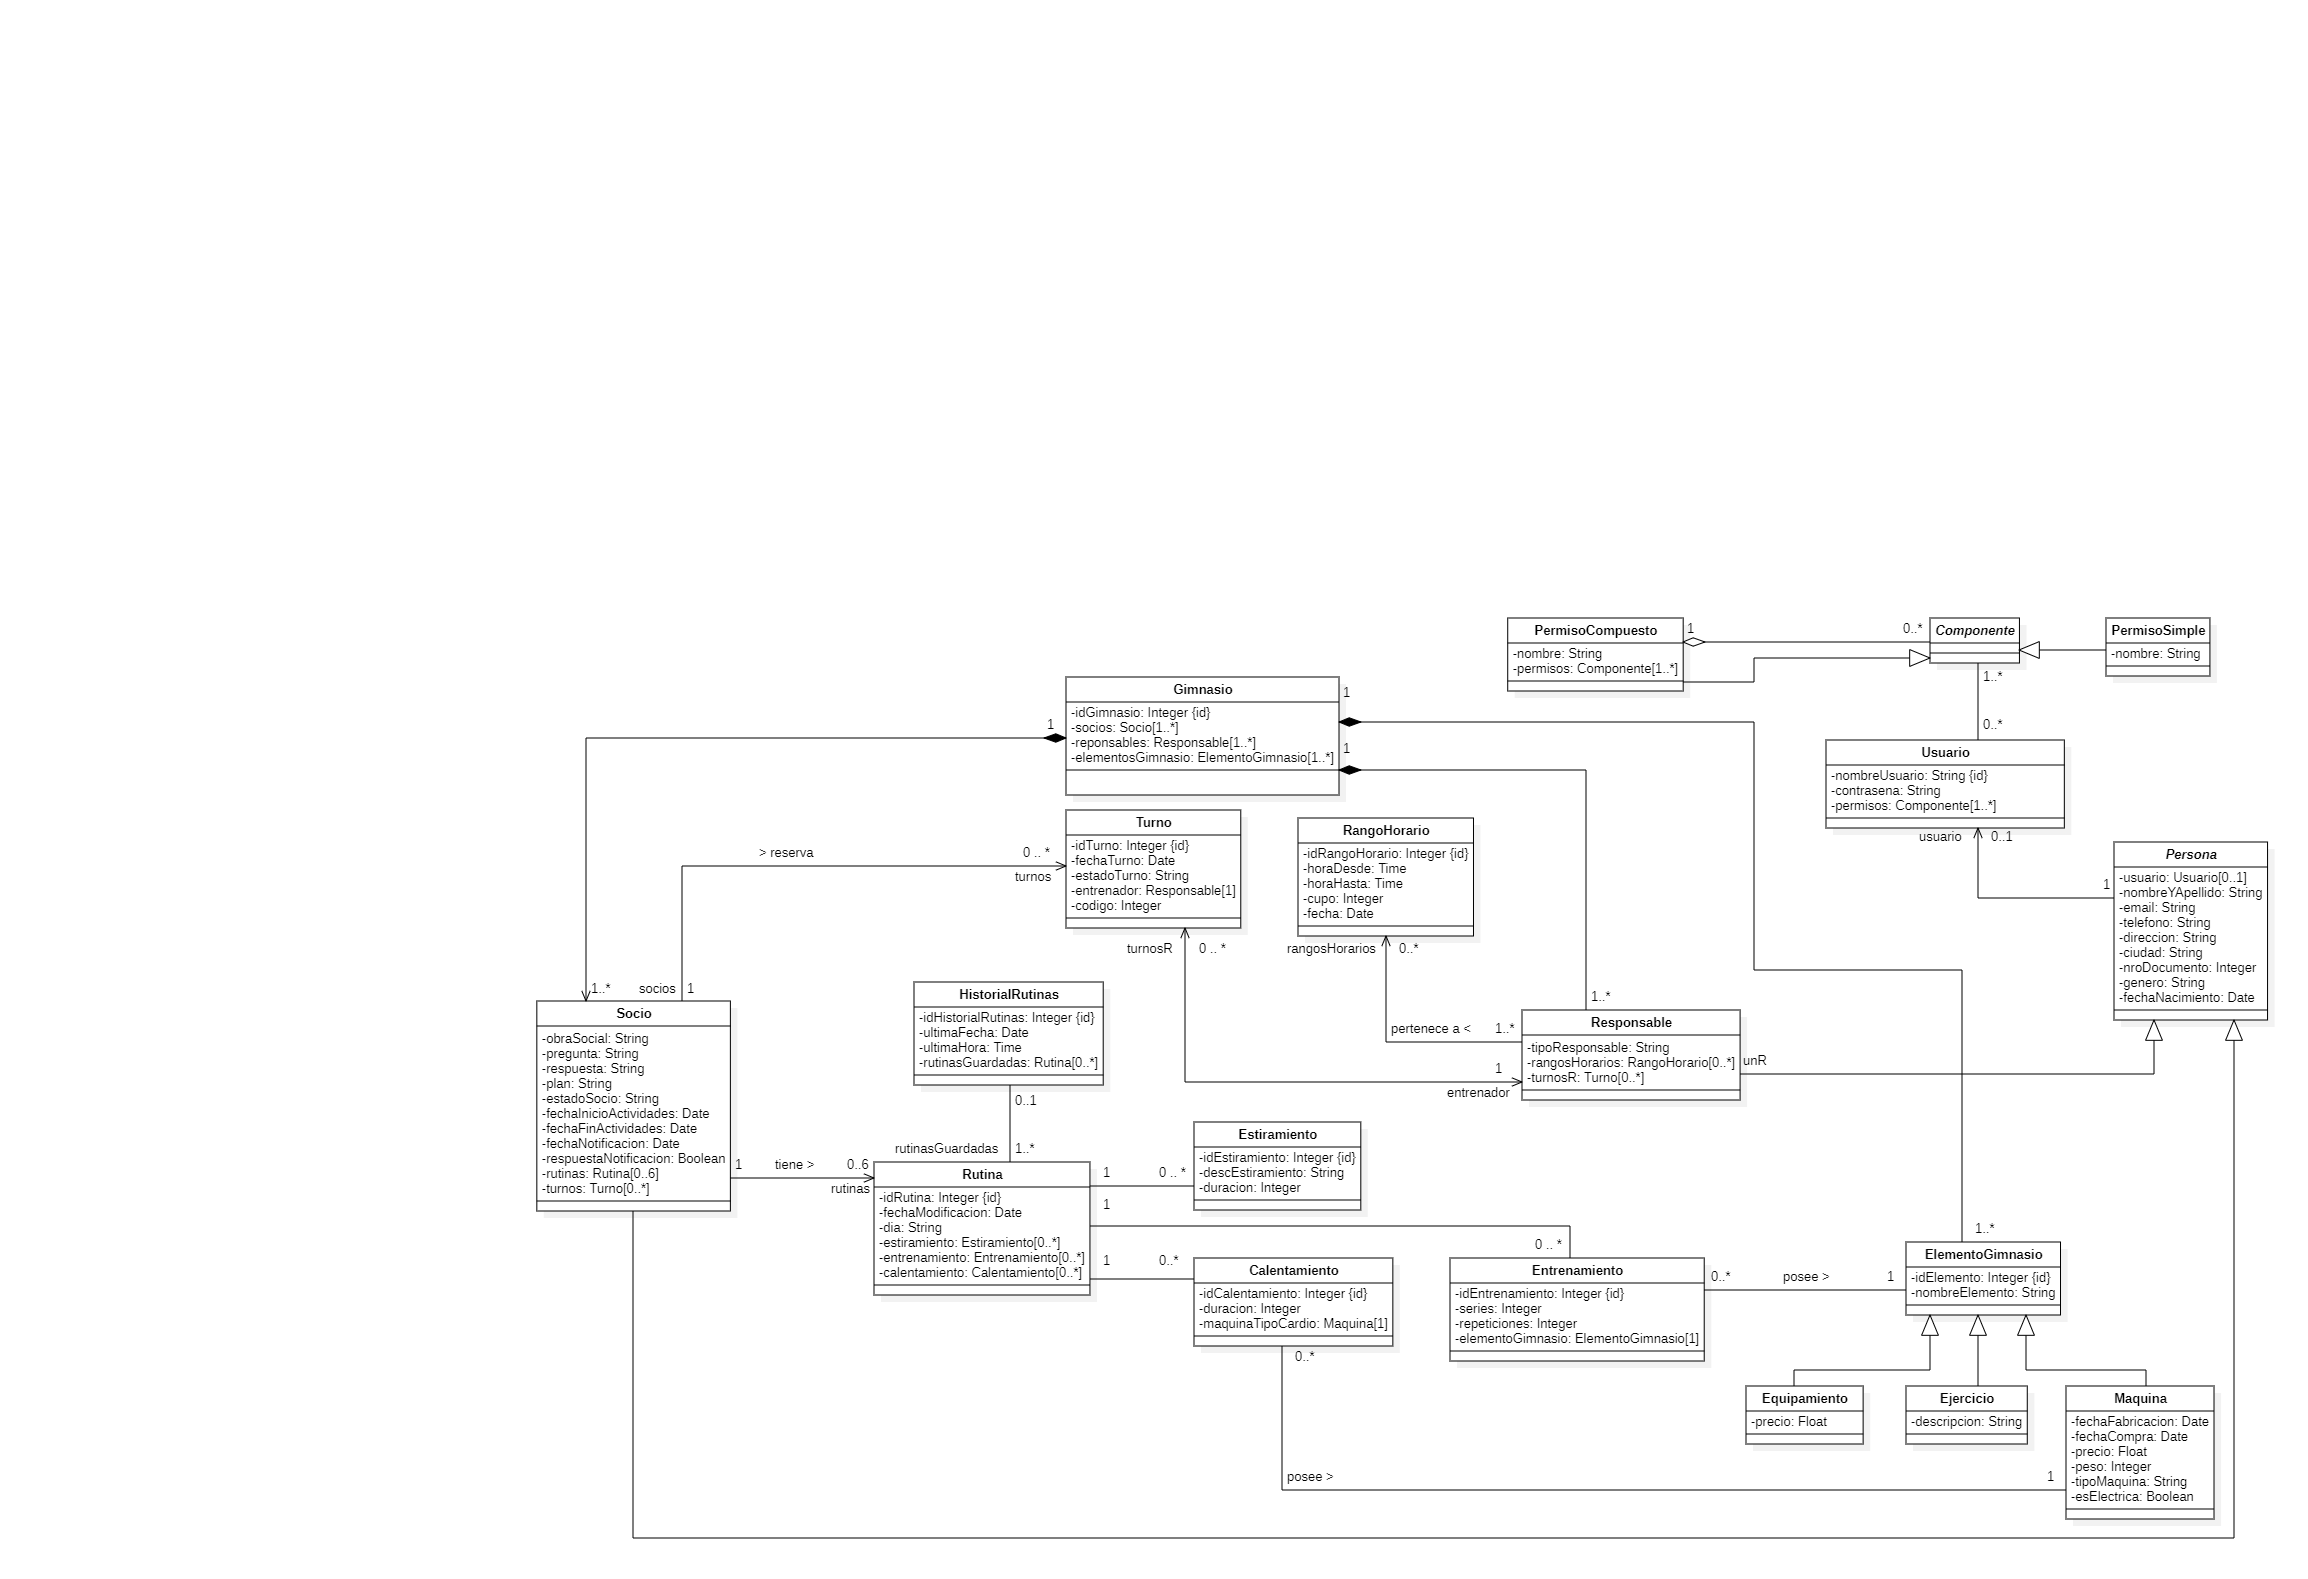 PermisoCompuesto
-nombre: String
-permisos: Componente[1..*]
1
0..*
Componente
PermisoSimple
-nombre: String
1..*
0..*
Gimnasio
-idGimnasio: Integer {id}
-socios: Socio[1..*]
-reponsables: Responsable[1..*]
-elementosGimnasio: ElementoGimnasio[1..*]
1
1
1
Usuario
-nombreUsuario: String {id}
-contrasena: String
-permisos: Componente[1..*]
usuario
0..1
Turno
-idTurno: Integer {id}
-fechaTurno: Date
-estadoTurno: String
-entrenador: Responsable[1]
-codigo: Integer
> reserva
0 .. *
turnos
turnosR
0 .. *
RangoHorario
-idRangoHorario: Integer {id}
-horaDesde: Time
-horaHasta: Time
-cupo: Integer
-fecha: Date
rangosHorarios
0..*
Persona
-usuario: Usuario[0..1]
-nombreYApellido: String
-email: String
-telefono: String
-direccion: String
-ciudad: String
-nroDocumento: Integer
-genero: String
-fechaNacimiento: Date
1
1..*
socios
1
Socio
-obraSocial: String
-pregunta: String
-respuesta: String
-plan: String
-estadoSocio: String
-fechaInicioActividades: Date
-fechaFinActividades: Date
-fechaNotificacion: Date
-respuestaNotificacion: Boolean
-rutinas: Rutina[0..6]
-turnos: Turno[0..*]
1
tiene >
0..6
rutinas
HistorialRutinas
-idHistorialRutinas: Integer {id}
-ultimaFecha: Date
-ultimaHora: Time
-rutinasGuardadas: Rutina[0..*]
0..1
rutinasGuardadas
1..*
1..*
pertenece a <
1..*
Responsable
-tipoResponsable: String
-rangosHorarios: RangoHorario[0..*]
-turnosR: Turno[0..*]
unR
1
entrenador
Rutina
-idRutina: Integer {id}
-fechaModificacion: Date
-dia: String
-estiramiento: Estiramiento[0..*]
-entrenamiento: Entrenamiento[0..*]
-calentamiento: Calentamiento[0..*]
1
0 .. *
1
0 .. *
1
0..*
Estiramiento
-idEstiramiento: Integer {id}
-descEstiramiento: String
-duracion: Integer
Calentamiento
-idCalentamiento: Integer {id}
-duracion: Integer
-maquinaTipoCardio: Maquina[1]
0..*
Entrenamiento
-idEntrenamiento: Integer {id}
-series: Integer
-repeticiones: Integer
-elementoGimnasio: ElementoGimnasio[1]
0..*
posee >
1
1..*
ElementoGimnasio
-idElemento: Integer {id}
-nombreElemento: String
Equipamiento
-precio: Float
Ejercicio
-descripcion: String
Maquina
-fechaFabricacion: Date
-fechaCompra: Date
-precio: Float
-peso: Integer
-tipoMaquina: String
-esElectrica: Boolean
posee >
1